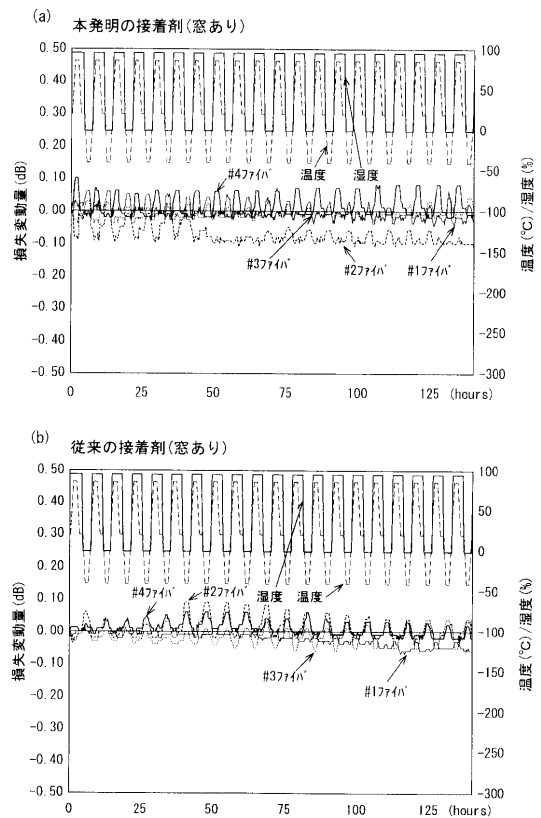 (a)
本発明の接着剤(窓あり)
0.50
0.40
0.30
0.20
0.10
0.00
-0.10
-0.20
-0.30
-0.40
-0.50
損失変動量(dB)
100
50
0
-50
-100
-150
-200
-250
-300
温度(°C)/湿度(%)
#4ファイバ
温度
湿度
#3ファイバ
#2ファイバ
#1ファイバ
0 25 50 75 100 125 (hours)
(b)
従来の接着剤(窓あり)
0.50
0.40
0.30
0.20
0.10
0.00
-0.10
-0.20
-0.30
-0.40
-0.50
損失変動量(dB)
100
50
0
-50
-100
-150
-200
-250
-300
温度(°C)/湿度(%)
#4ファイバ
#2ファイバ
湿度
温度
#3ファイバ
#1ファイバ
0 25 50 75 100 125 (hours)